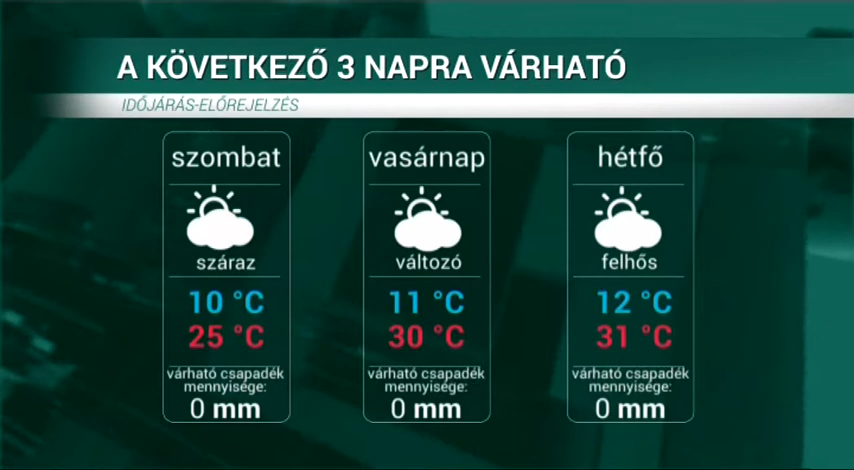 A KÖVETKEZŐ 3 NAPRA VÁRHATÓ
IDŐJÁRÁS-ELŐREJELZÉS
szombat
száraz
10 °C
25 °C
várható csapadék
mennyisége:
0 mm
vasárnap
változó
11 °C
30 °C
várható csapadék
mennyisége:
0 mm
hétfő
felhős
12 °C
31 °C
várható csapadék
mennyisége:
0 mm